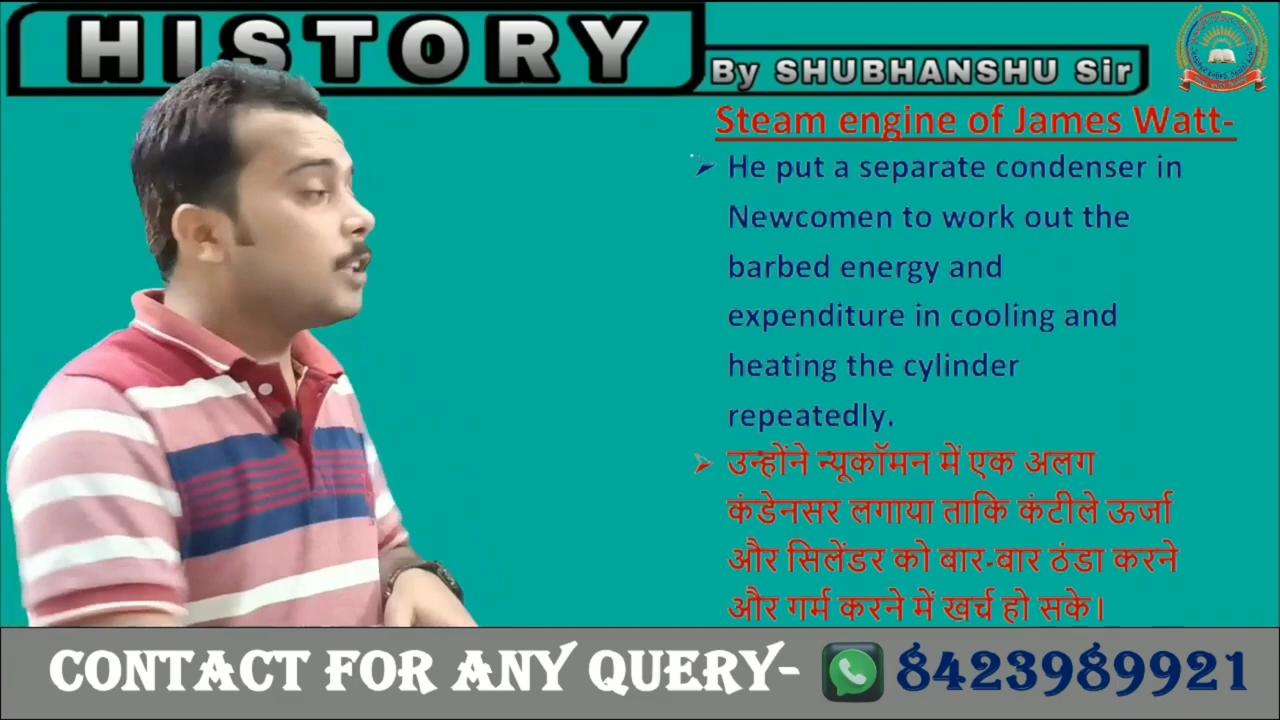 HISTORY
By SHUBHANSHU Sir
Steam engine of James Watt-
He put a separate condenser in
Newcomen to work out the
barbed energy and
expenditure in cooling and
heating the cylinder
repeatedly.
उन्होंने न्यूकॉमन में एक अलग
कंडेनसर लगाया ताकि कंटीले ऊर्जा
और सिलेंडर को बार-बार ठंडा करने
और गर्म करने में खर्च हो सके।
CONTACT FOR ANY QUERY- 8423989921